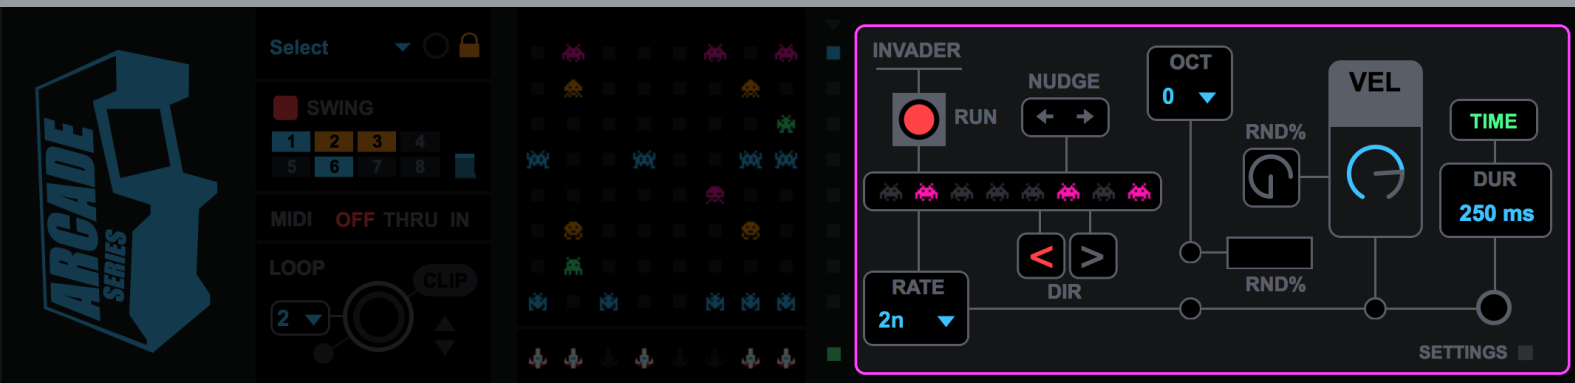 ARCADE
SERIES
Select
SWING
1 2 3 4
5 6 7 8
MIDI OFF THRU IN
LOOP
CLIP
2
INVADER
RUN
NUDGE
OCT
0
RND%
VEL
TIME
DUR
250 ms
< >
DIR
RATE
2n
RND%
SETTINGS